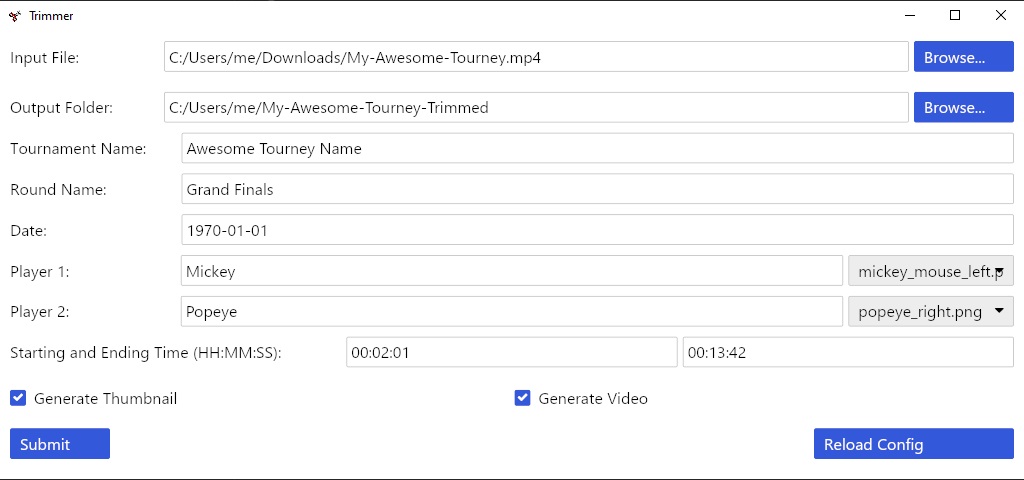 Trimmer
Input File: C:/Users/me/Downloads/My-Awesome-Tourney.mp4 Browse...
Output Folder: C:/Users/me/My-Awesome-Tourney-Trimmed Browse...
Tournament Name: Awesome Tourney Name
Round Name: Grand Finals
Date: 1970-01-01
Player 1: Mickey mickey_mouse_left.p
Player 2: Popeye popeye_right.png
Starting and Ending Time (HH:MM:SS): 00:02:01 00:13:42
Generate Thumbnail Generate Video
Submit Reload Config